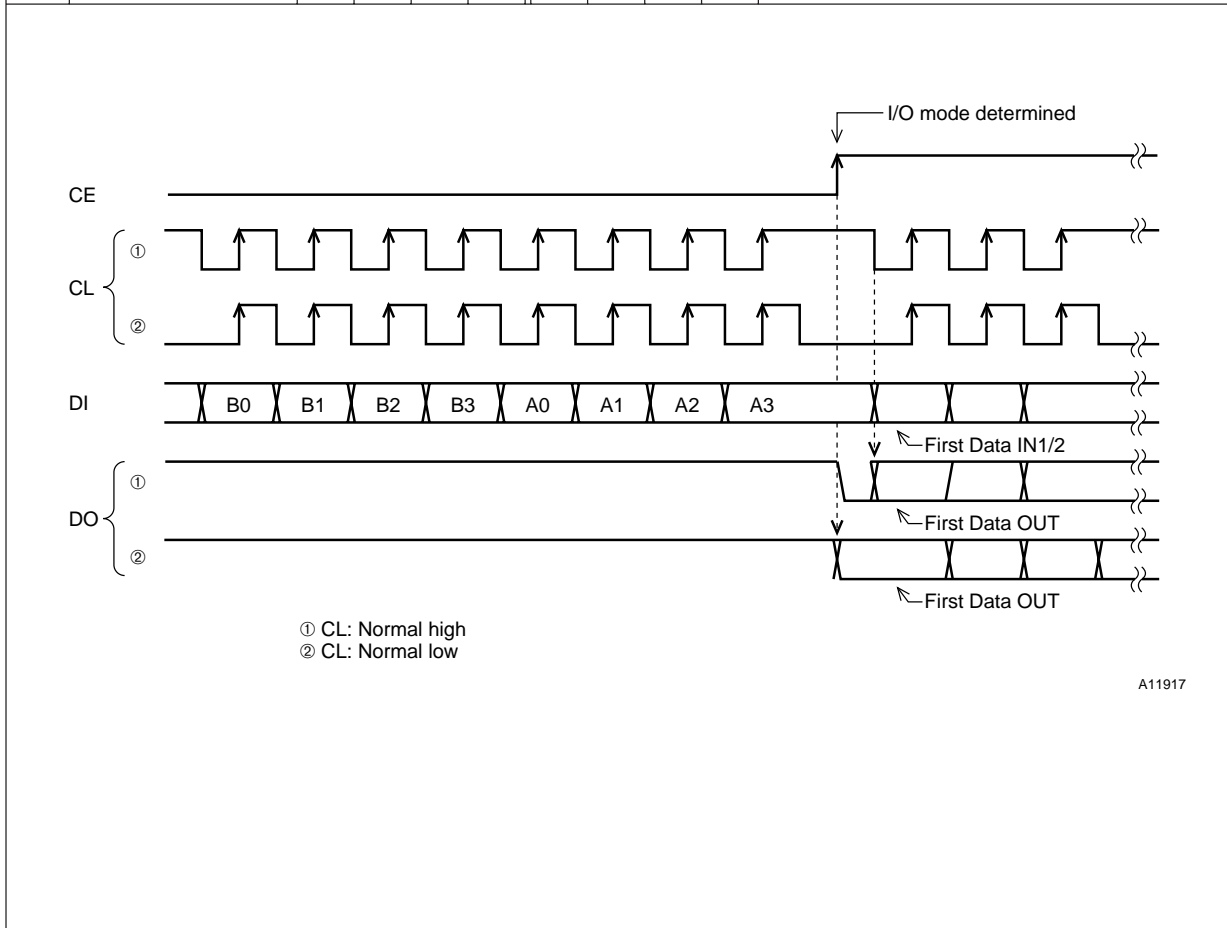 I/O mode determined
CE
CL
①
②
DI
B0 B1 B2 B3 A0 A1 A2 A3
First Data IN1/2
DO
①
First Data OUT
②
First Data OUT
① CL: Normal high
② CL: Normal low
A11917